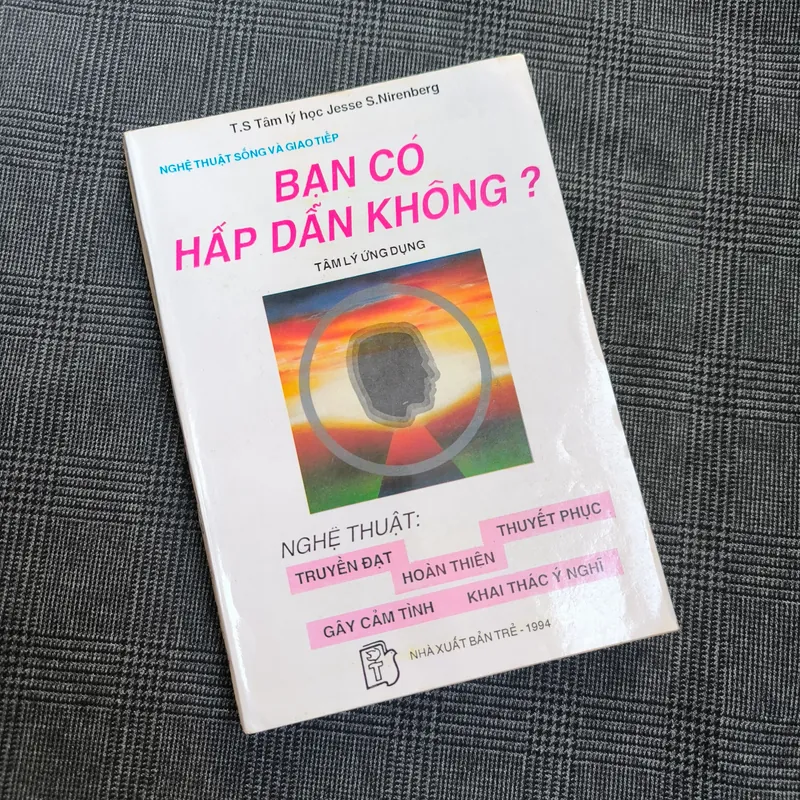 T.S Tâm lý học Jesse S.Nirenberg
NGHỆ THUẬT SỐNG VÀ GIAO TIẾP
BẠN CÓ
HẤP DẪN KHÔNG ?
TÂM LÝ ỨNG DỤNG
NGHỆ THUẬT:
TRUYỀN ĐẠT
HOÀN THIÊN
THUYẾT PHỤC
GÂY CẢM TÌNH
KHAI THÁC Ý NGHĨ
T
NHÀ XUẤT BẢN TRẺ - 1994